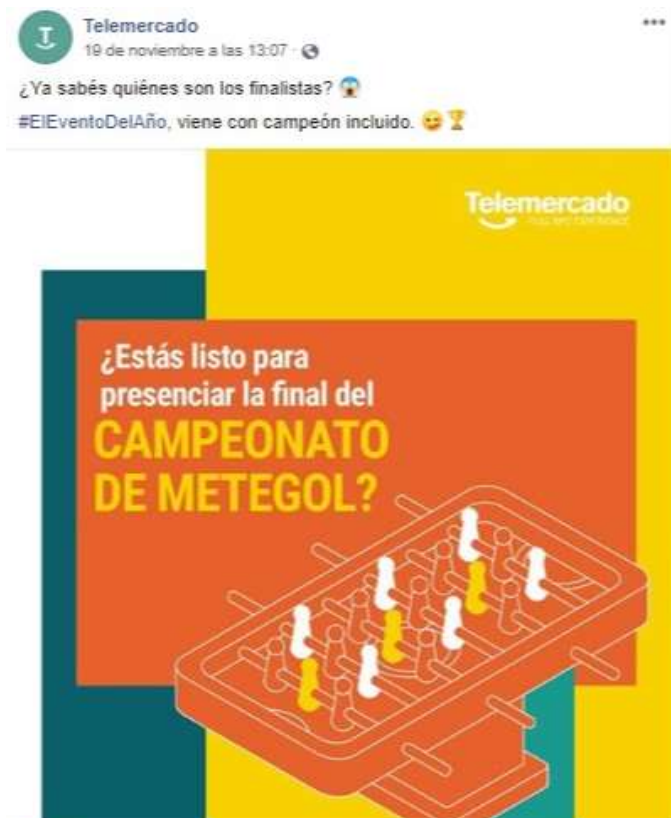 Telemercado
19 de noviembre a las 13:07 ·
¿Ya sabés quiénes son los finalistas? 😱
#ElEventoDelAño, viene con campeón incluido. 😋🏆
Telemercado
¿Estás listo para
presenciar la final del
CAMPEONATO
DE METEGOL?